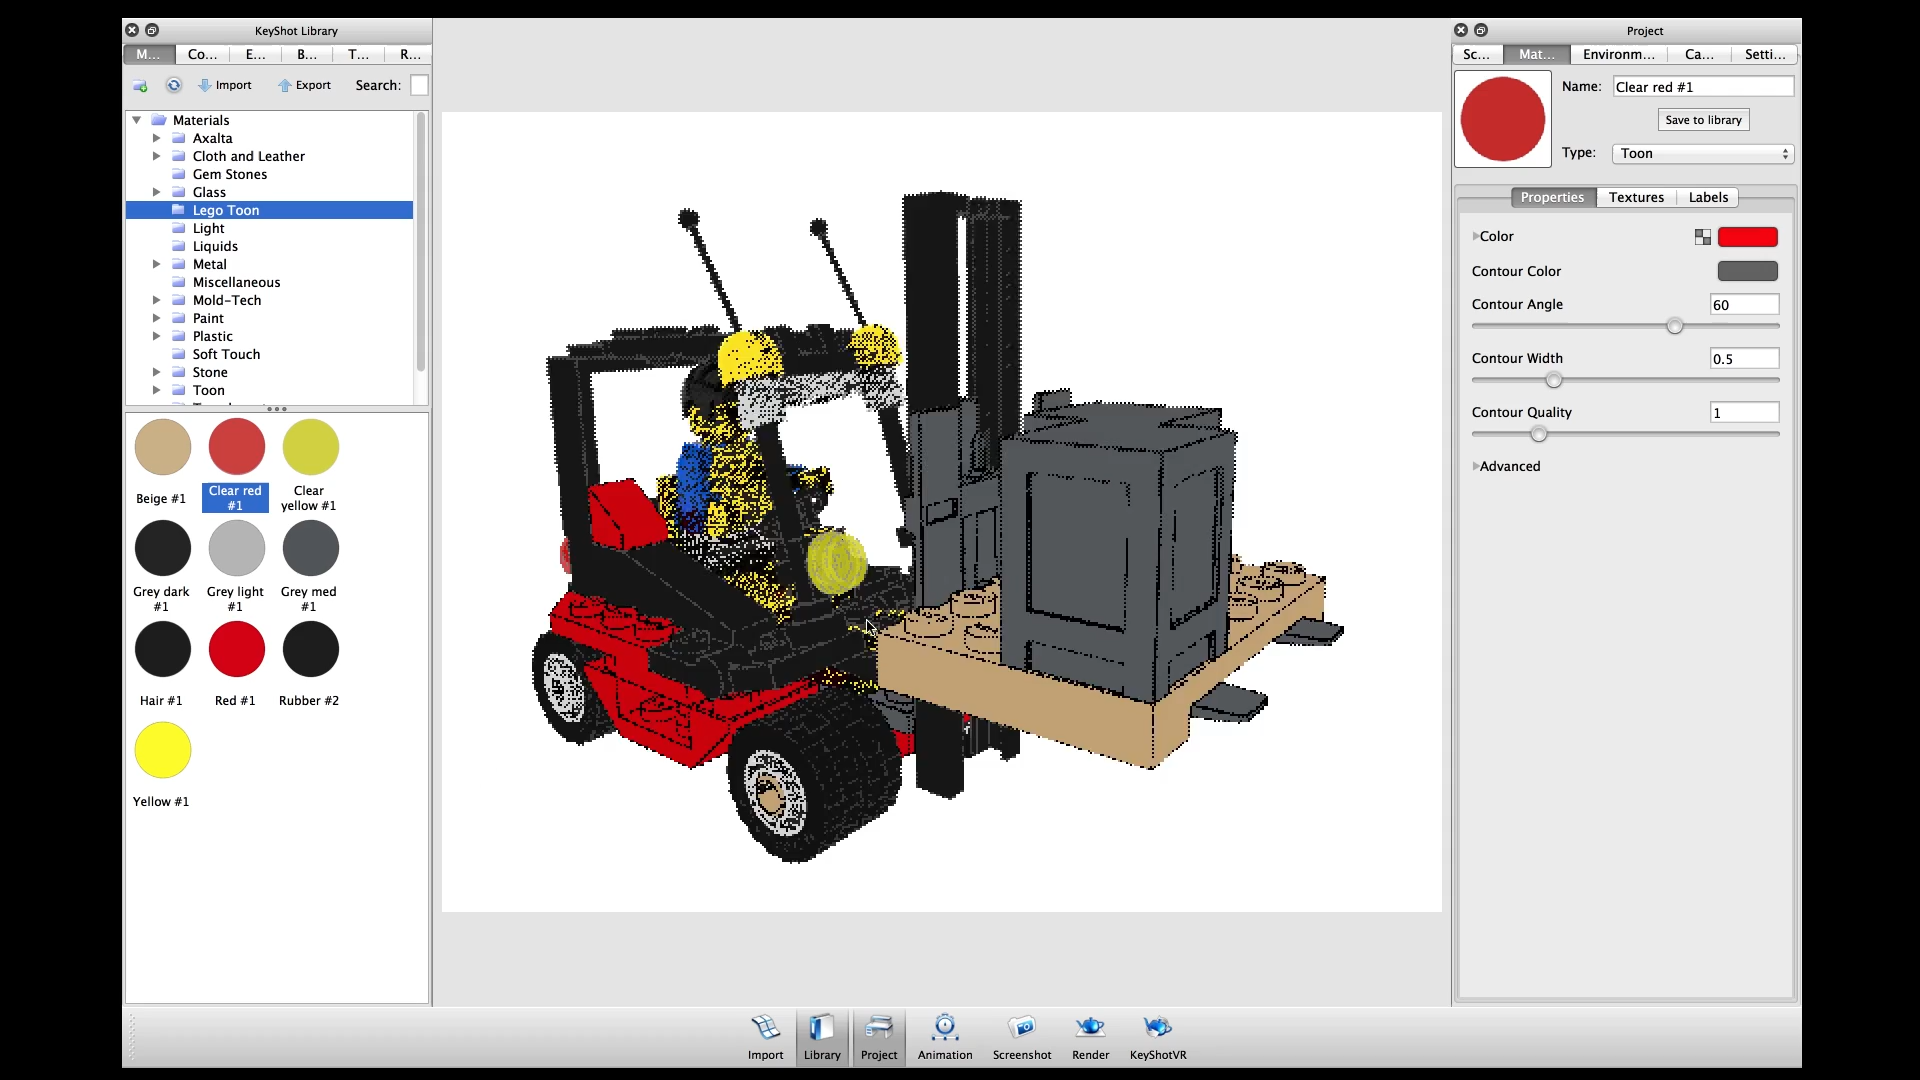 KeyShot Library
M... Co... E... B... T... R...
Import Export Search:
Materials
Axalta
Cloth and Leather
Gem Stones
Glass
Lego Toon
Light
Liquids
Metal
Miscellaneous
Mold-Tech
Paint
Plastic
Soft Touch
Stone
Toon
Beige #1
Clear red #1
Clear yellow #1
Grey dark #1
Grey light #1
Grey med #1
Hair #1
Red #1
Rubber #2
Yellow #1
Project
Sc... Mat... Environm... Ca... Setti...
Name: Clear red #1
Save to library
Type: Toon
Properties Textures Labels
Color
Contour Color
Contour Angle 60
Contour Width 0.5
Contour Quality 1
Advanced
Import Library Project Animation Screenshot Render KeyShotVR